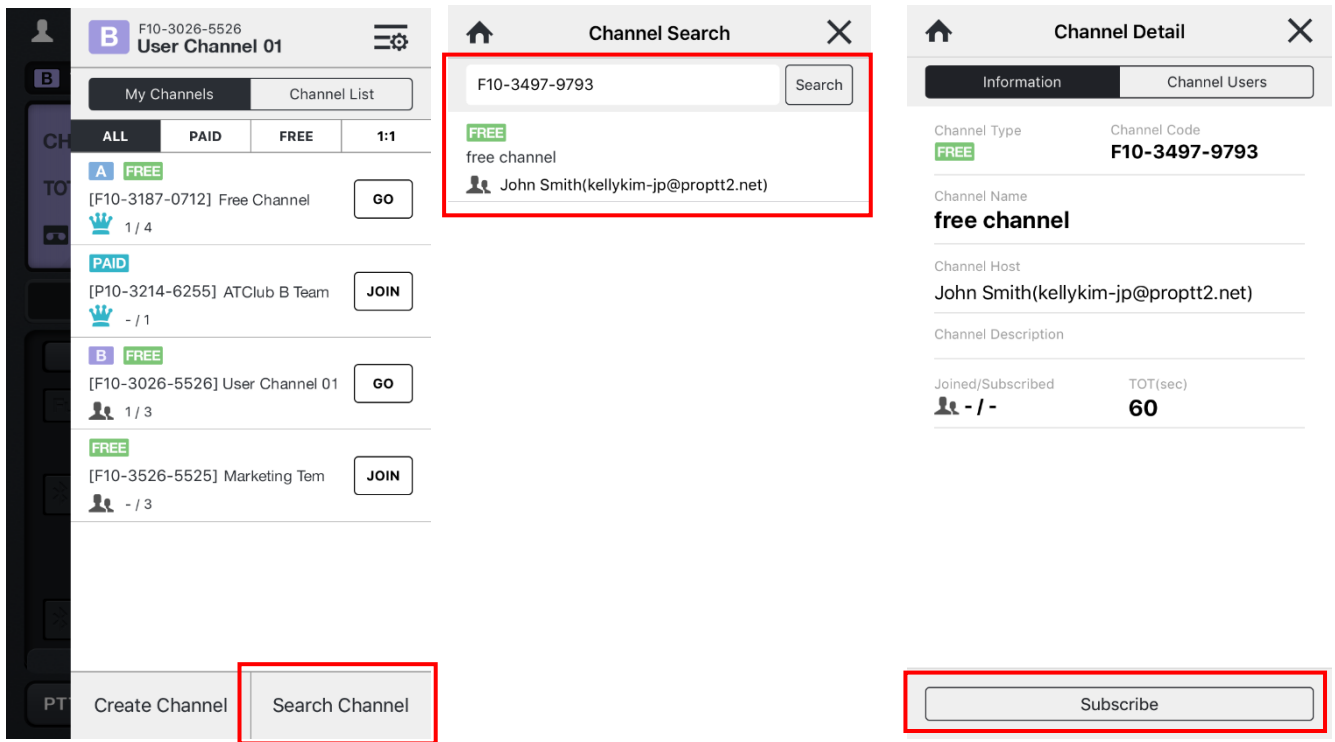 B
F10-3026-5526
User Channel 01
My Channels
Channel List
ALL
PAID
FREE
1:1
A FREE
[F10-3187-0712] Free Channel
GO
1 / 4
PAID
[P10-3214-6255] ATClub B Team
JOIN
- / 1
B FREE
[F10-3026-5526] User Channel 01
GO
1 / 3
FREE
[F10-3526-5525] Marketing Tem
JOIN
- / 3
Create Channel
Search Channel
B
CH
TO
PT
Channel Search
F10-3497-9793
Search
FREE
free channel
John Smith(kellykim-jp@proptt2.net)
Channel Detail
Information
Channel Users
Channel Type
Channel Code
FREE
F10-3497-9793
Channel Name
free channel
Channel Host
John Smith(kellykim-jp@proptt2.net)
Channel Description
Joined/Subscribed
TOT(sec)
- / -
60
Subscribe